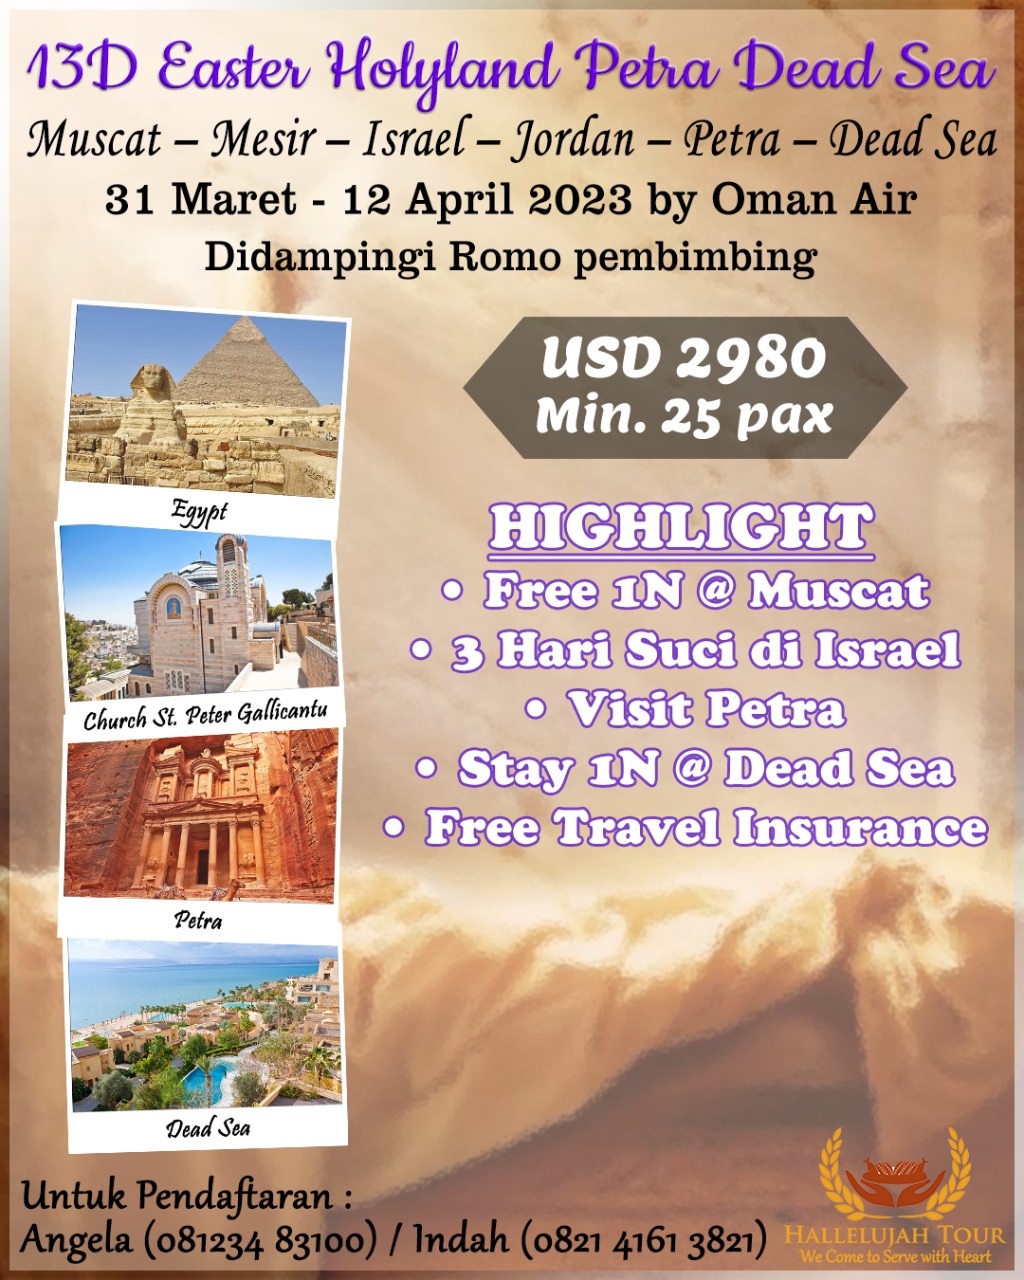 13D Easter Holyland Petra Dead Sea
Muscat – Mesir – Israel – Jordan – Petra – Dead Sea
31 Maret - 12 April 2023 by Oman Air
Didampingi Romo pembimbing
USD 2980
Min. 25 pax
HIGHLIGHT
• Free 1N @ Muscat
• 3 Hari Suci di Israel
• Visit Petra
• Stay 1N @ Dead Sea
• Free Travel Insurance
Egypt
Church St. Peter Gallicantu
Petra
Dead Sea
Untuk Pendaftaran :
Angela (081234 83100) / Indah (0821 4161 3821)
HALLELUJAH TOUR
We Come to Serve with Heart